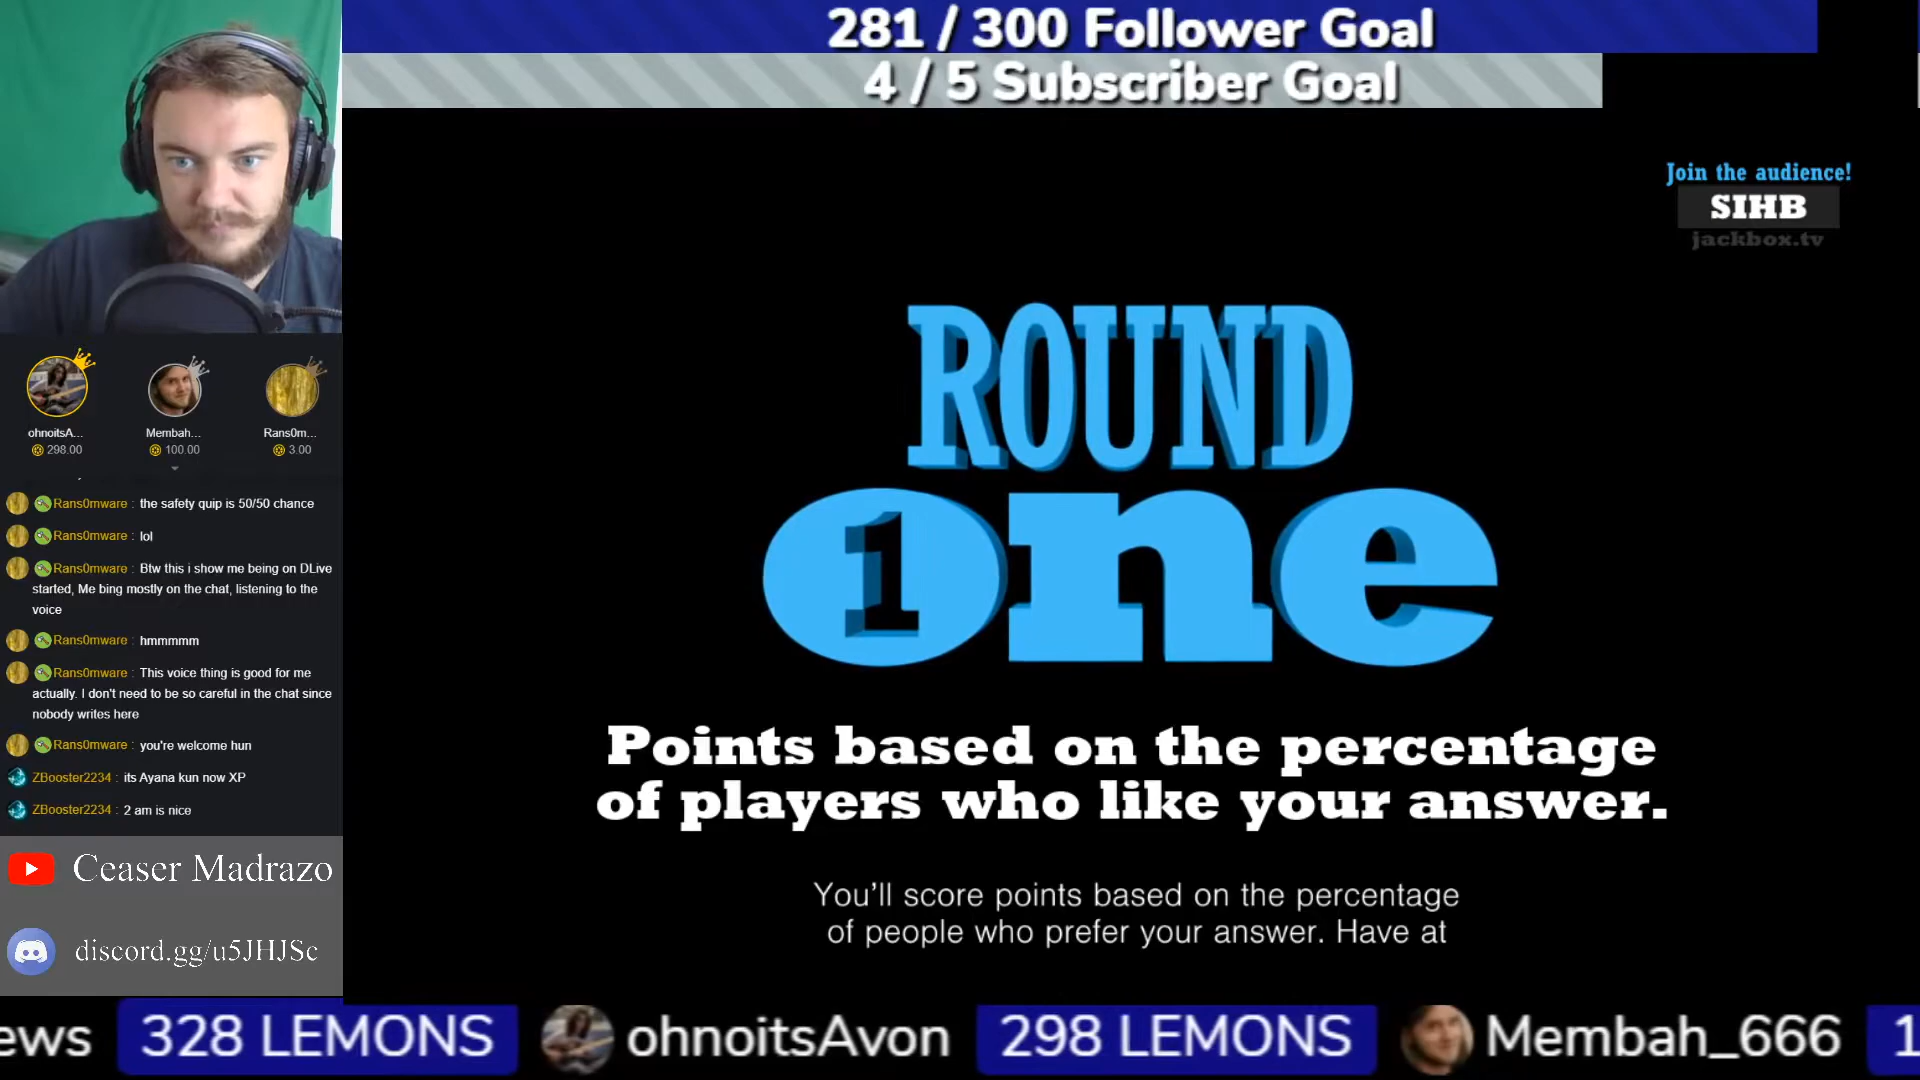 281 / 300 Follower Goal
4 / 5 Subscriber Goal
Join the audience!
SIHB
jackbox.tv
ROUND
One
1
Points based on the percentage
of players who like your answer.
You'll score points based on the percentage
of people who prefer your answer. Have at
ohnoitsA...
298.00
Membah...
100.00
Rans0m...
3.00
Rans0mware : the safety quip is 50/50 chance
Rans0mware : lol
Rans0mware : Btw this i show me being on DLive
started, Me bing mostly on the chat, listening to the
voice
Rans0mware : hmmmmm
Rans0mware : This voice thing is good for me
actually. I don't need to be so careful in the chat since
nobody writes here
Rans0mware : you're welcome hun
ZBooster2234 : its Ayana kun now XP
ZBooster2234 : 2 am is nice
Ceaser Madrazo
discord.gg/u5JHJSc
ews 328 LEMONS ohnoitsAvon 298 LEMONS Membah_666 1